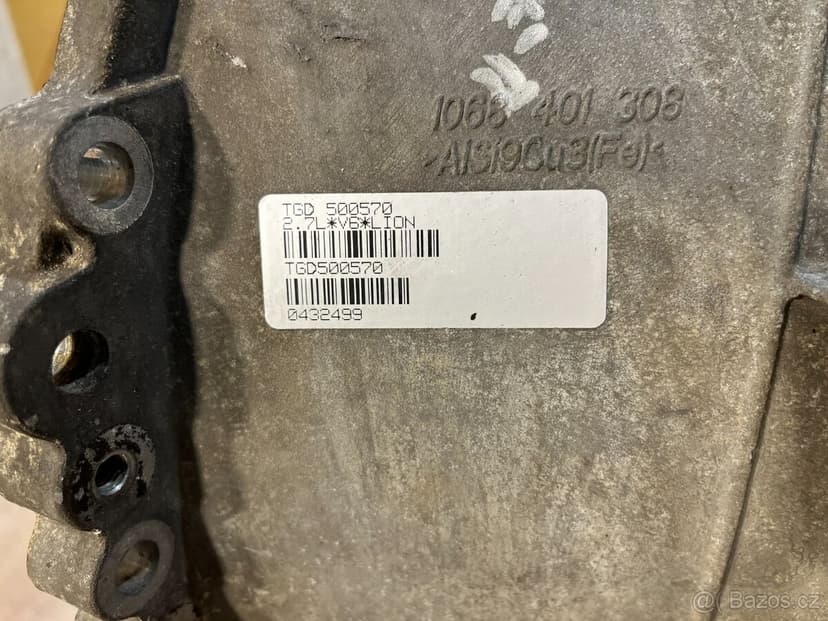 1068 401 308
>AlSi9Cu3(Fe)<
TGD 500570
2.7L*V6*LION
TGD500570
0432499
Bazos.cz